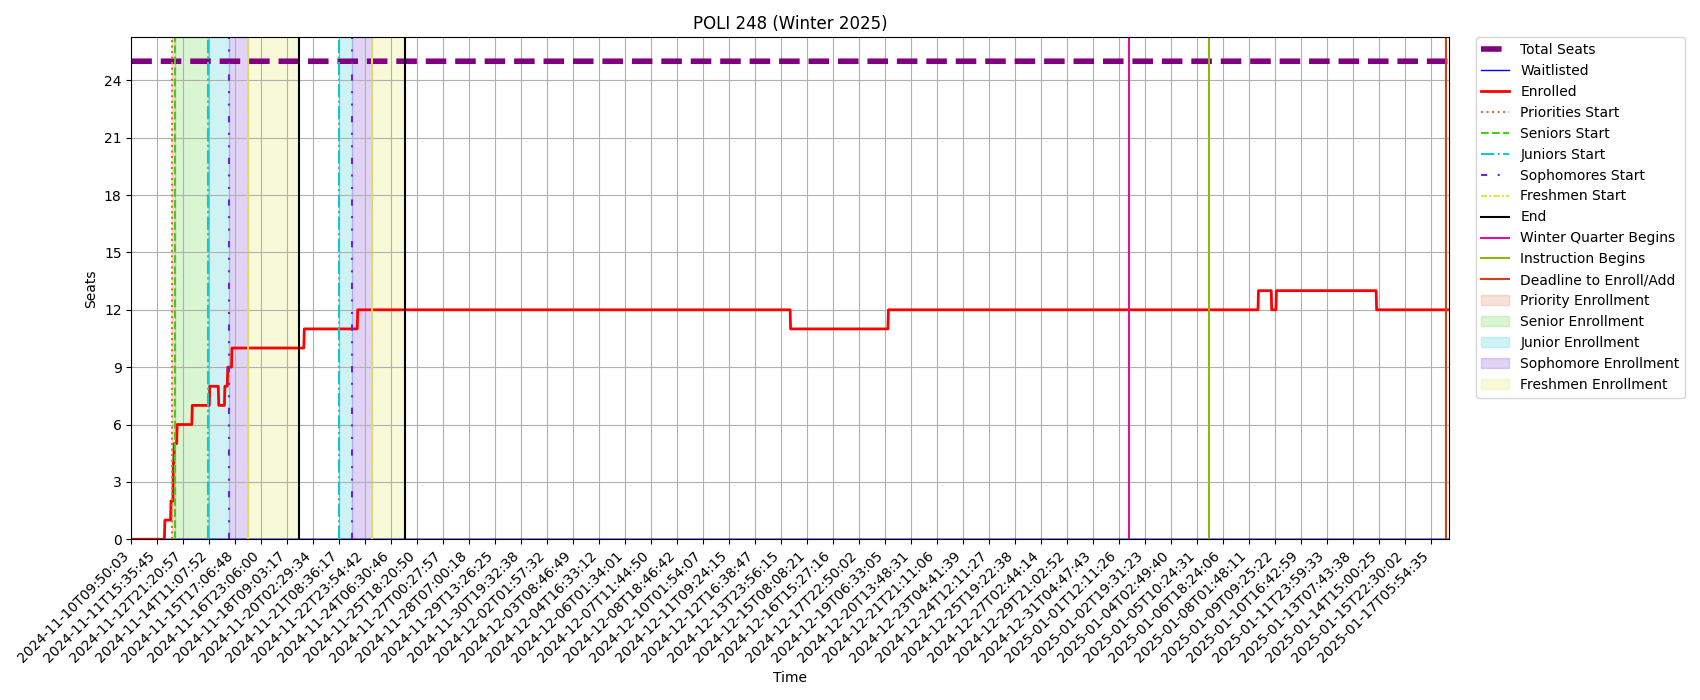 POLI 248 (Winter 2025)
Seats
24
21
18
15
12
9
6
3
0
2024-11-10T09:50:03
2024-11-11T15:35:45
2024-11-12T21:20:57
2024-11-14T11:07:52
2024-11-15T17:06:48
2024-11-16T23:06:00
2024-11-18T09:03:17
2024-11-20T02:29:34
2024-11-21T08:36:17
2024-11-22T23:54:42
2024-11-24T06:30:46
2024-11-25T18:20:50
2024-11-27T00:27:57
2024-11-28T07:00:18
2024-11-29T13:26:25
2024-11-30T19:32:38
2024-12-02T01:57:32
2024-12-03T08:46:49
2024-12-04T16:33:12
2024-12-06T01:34:01
2024-12-07T11:44:50
2024-12-08T18:46:42
2024-12-10T01:54:07
2024-12-11T09:24:15
2024-12-12T16:38:47
2024-12-13T23:56:15
2024-12-15T08:08:21
2024-12-16T15:27:16
2024-12-17T22:50:02
2024-12-19T06:33:05
2024-12-20T13:48:31
2024-12-21T21:11:06
2024-12-23T04:41:39
2024-12-24T12:11:27
2024-12-25T19:22:38
2024-12-27T02:44:14
2024-12-29T21:02:52
2024-12-31T04:47:43
2025-01-01T12:11:26
2025-01-02T19:31:23
2025-01-04T02:49:40
2025-01-05T10:24:31
2025-01-06T18:24:06
2025-01-08T01:48:11
2025-01-09T09:25:22
2025-01-10T16:42:59
2025-01-11T23:59:33
2025-01-13T07:43:38
2025-01-14T15:00:25
2025-01-15T22:30:02
2025-01-17T05:54:35
Time
Total Seats
Waitlisted
Enrolled
Priorities Start
Seniors Start
Juniors Start
Sophomores Start
Freshmen Start
End
Winter Quarter Begins
Instruction Begins
Deadline to Enroll/Add
Priority Enrollment
Senior Enrollment
Junior Enrollment
Sophomore Enrollment
Freshmen Enrollment